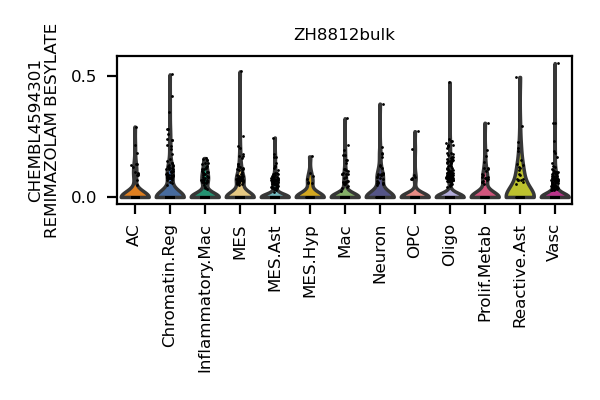 ZH8812bulk
CHEMBL4594301
REMIMAZOLAM BESYLATE
0.5
0.0
AC
Chromatin.Reg
Inflammatory.Mac
MES
MES.Ast
MES.Hyp
Mac
Neuron
OPC
Oligo
Prolif.Metab
Reactive.Ast
Vasc